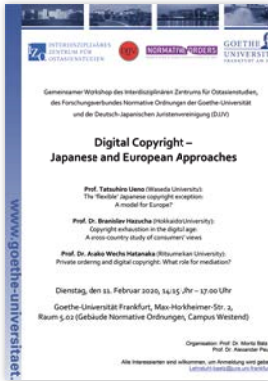 INTERDISZIPLINÄRES
ZENTRUM FÜR
OSTASIENSTUDIEN
DJJV
NORMATIVE ORDERS
GOETHE
UNIVERSITÄT
FRANKFURT AM MAIN
Gemeinsamer Workshop des Interdisziplinären Zentrums für Ostasienstudien,
des Forschungsverbundes Normative Ordnungen der Goethe-Universität
und der Deutsch-Japanischen Juristenvereinigung (DJJV)
Digital Copyright –
Japanese and European Approaches
Prof. Tatsuhiro Ueno (Waseda University):
The 'flexible' Japanese copyright exception:
A model for Europe?
Prof. Dr. Branislav Hazucha (Hokkaido University):
Copyright exhaustion in the digital age:
A cross-country study of consumers' views
Prof. Dr. Arako Wechs Hatanaka (Ritsumeikan University):
Private ordering and digital copyright. What role for mediation?
Dienstag, den 11. Februar 2020, 14:15 Uhr – 17:00 Uhr
Goethe-Universität Frankfurt, Max-Horkheimer-Str. 2,
Raum 5.02 (Gebäude Normative Ordnungen, Campus Westend)
Organisation: Prof. Dr. Moritz Bälz
Prof. Dr. Alexander
Alle Interessierten sind willkommen, um Anmeldung wird
www.goethe-universitaet.